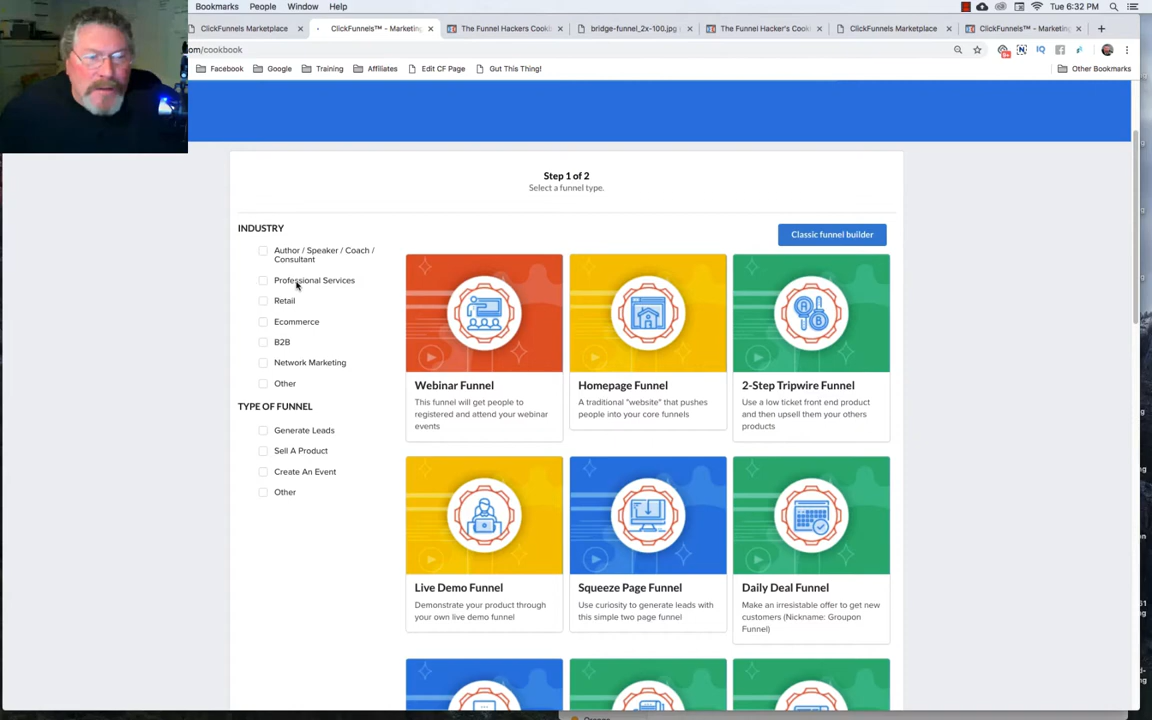 Bookmarks People Window Help
Tue 6:32 PM
ClickFunnels Marketplace
ClickFunnels™ - Marketin
The Funnel Hackers Cookb
bridge-funnel_2x-100.jpg
The Funnel Hacker's Cook
ClickFunnels Marketplace
ClickFunnels™ - Marketin
om/cookbook
Facebook Google Training Affiliates Edit CF Page Gut This Thing! Other Bookmarks
Step 1 of 2
Select a funnel type.
INDUSTRY
Classic funnel builder
Author / Speaker / Coach /
Consultant
Professional Services
Retail
Ecommerce
B2B
Network Marketing
Other
TYPE OF FUNNEL
Generate Leads
Sell A Product
Create An Event
Other
Webinar Funnel
This funnel will get people to
registered and attend your webinar
events
Homepage Funnel
A traditional "website" that pushes
people into your core funnels
2-Step Tripwire Funnel
Use a low ticket front end product
and then upsell them your others
products
Live Demo Funnel
Demonstrate your product through
your own live demo funnel
Squeeze Page Funnel
Use curiosity to generate leads with
this simple two page funnel
Daily Deal Funnel
Make an irresistable offer to get new
customers (Nickname: Groupon
Funnel)